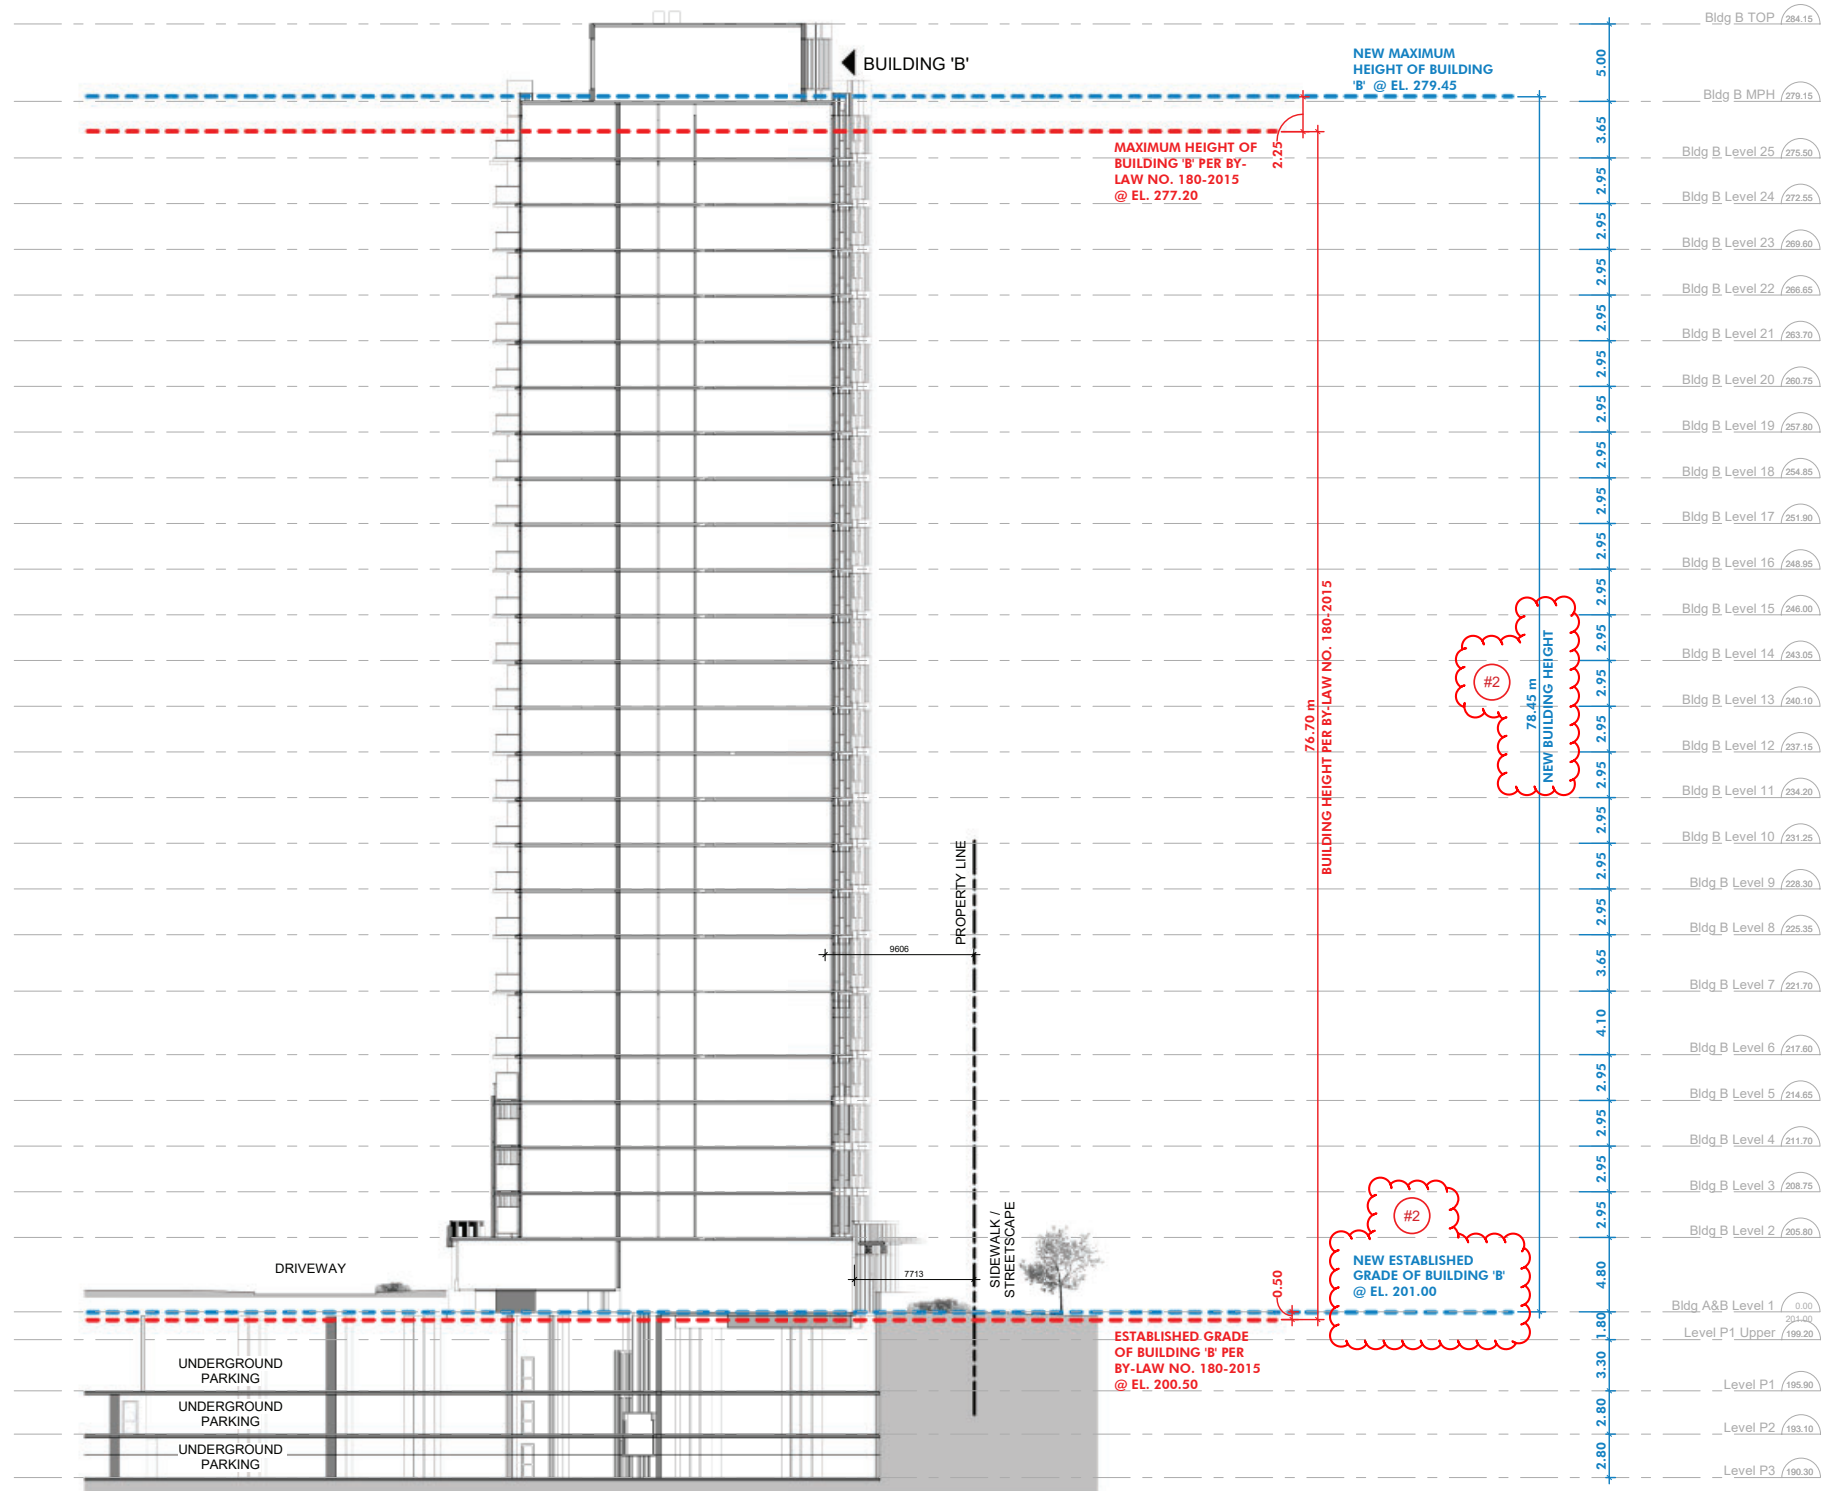 Bldg B TOP 284.15
BUILDING 'B'
NEW MAXIMUM
HEIGHT OF BUILDING
'B' @ EL. 279.45
5.00
Bldg B MPH 279.15
3.65
MAXIMUM HEIGHT OF
BUILDING 'B' PER BY-
LAW NO. 180-2015
@ EL. 277.20
2.25
Bldg B Level 25 275.50
2.95
Bldg B Level 24 272.55
2.95
Bldg B Level 23 269.60
2.95
Bldg B Level 22 266.65
2.95
Bldg B Level 21 263.70
2.95
Bldg B Level 20 260.75
2.95
Bldg B Level 19 257.80
2.95
Bldg B Level 18 254.85
2.95
Bldg B Level 17 251.90
2.95
Bldg B Level 16 248.95
2.95
Bldg B Level 15 246.00
2.95
Bldg B Level 14 243.05
2.95
Bldg B Level 13 240.10
2.95
Bldg B Level 12 237.15
2.95
Bldg B Level 11 234.20
2.95
Bldg B Level 10 231.25
2.95
Bldg B Level 9 228.30
2.95
Bldg B Level 8 225.35
3.65
Bldg B Level 7 221.70
4.10
Bldg B Level 6 217.60
2.95
Bldg B Level 5 214.65
2.95
Bldg B Level 4 211.70
2.95
Bldg B Level 3 208.75
2.95
Bldg B Level 2 205.80
4.80
Bldg A&B Level 1 0.00
201.00
1.80
Level P1 Upper 199.20
3.30
Level P1 195.90
2.80
Level P2 193.10
2.80
Level P3 190.30
76.70 m
BUILDING HEIGHT PER BY-LAW NO. 180-2015
#2
78.45 m
NEW BUILDING HEIGHT
PROPERTY LINE
9606
SIDEWALK /
STREETSCAPE
7713
DRIVEWAY
#2
NEW ESTABLISHED
GRADE OF BUILDING 'B'
@ EL. 201.00
0.50
ESTABLISHED GRADE
OF BUILDING 'B' PER
BY-LAW NO. 180-2015
@ EL. 200.50
UNDERGROUND
PARKING
UNDERGROUND
PARKING
UNDERGROUND
PARKING